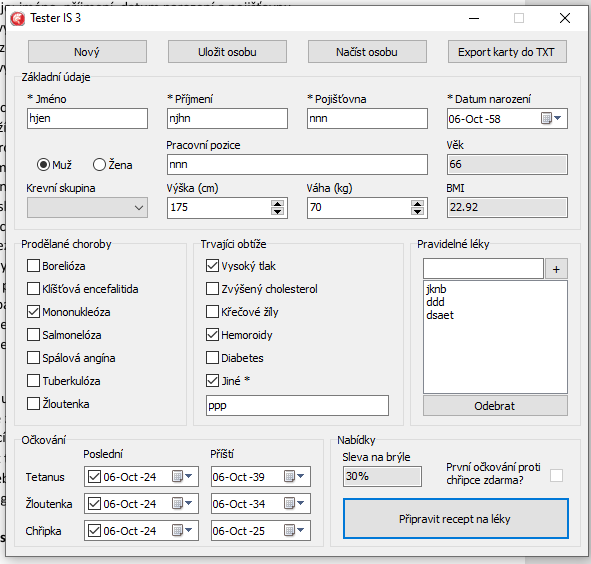 Tester IS 3
Nový Uložit osobu Načíst osobu Export karty do TXT
Základní údaje
* Jméno * Příjmení * Pojišťovna * Datum narození
hjen njhn nnn 06-Oct -58
Pracovní pozice Věk
Muž Žena nnn 66
Krevní skupina Výška (cm) Váha (kg) BMI
175 70 22.92
Prodělané choroby Trvající obtíže Pravidelné léky
Borelióza Vysoký tlak +
Klíšťová encefalitida Zvýšený cholesterol jknb
Mononukleóza Křečové žíly ddd
Salmonelóza Hemoroidy dsaet
Spálová angína Diabetes
Tuberkulóza Jiné *
Žloutenka ppp Odebrat
Očkování Nabídky
Poslední Příští Sleva na brýle
Tetanus 06-Oct -24 06-Oct -39 30% První očkování proti
chřipce zdarma?
Žloutenka 06-Oct -24 06-Oct -34
Chřipka 06-Oct -24 06-Oct -25 Připravit recept na léky